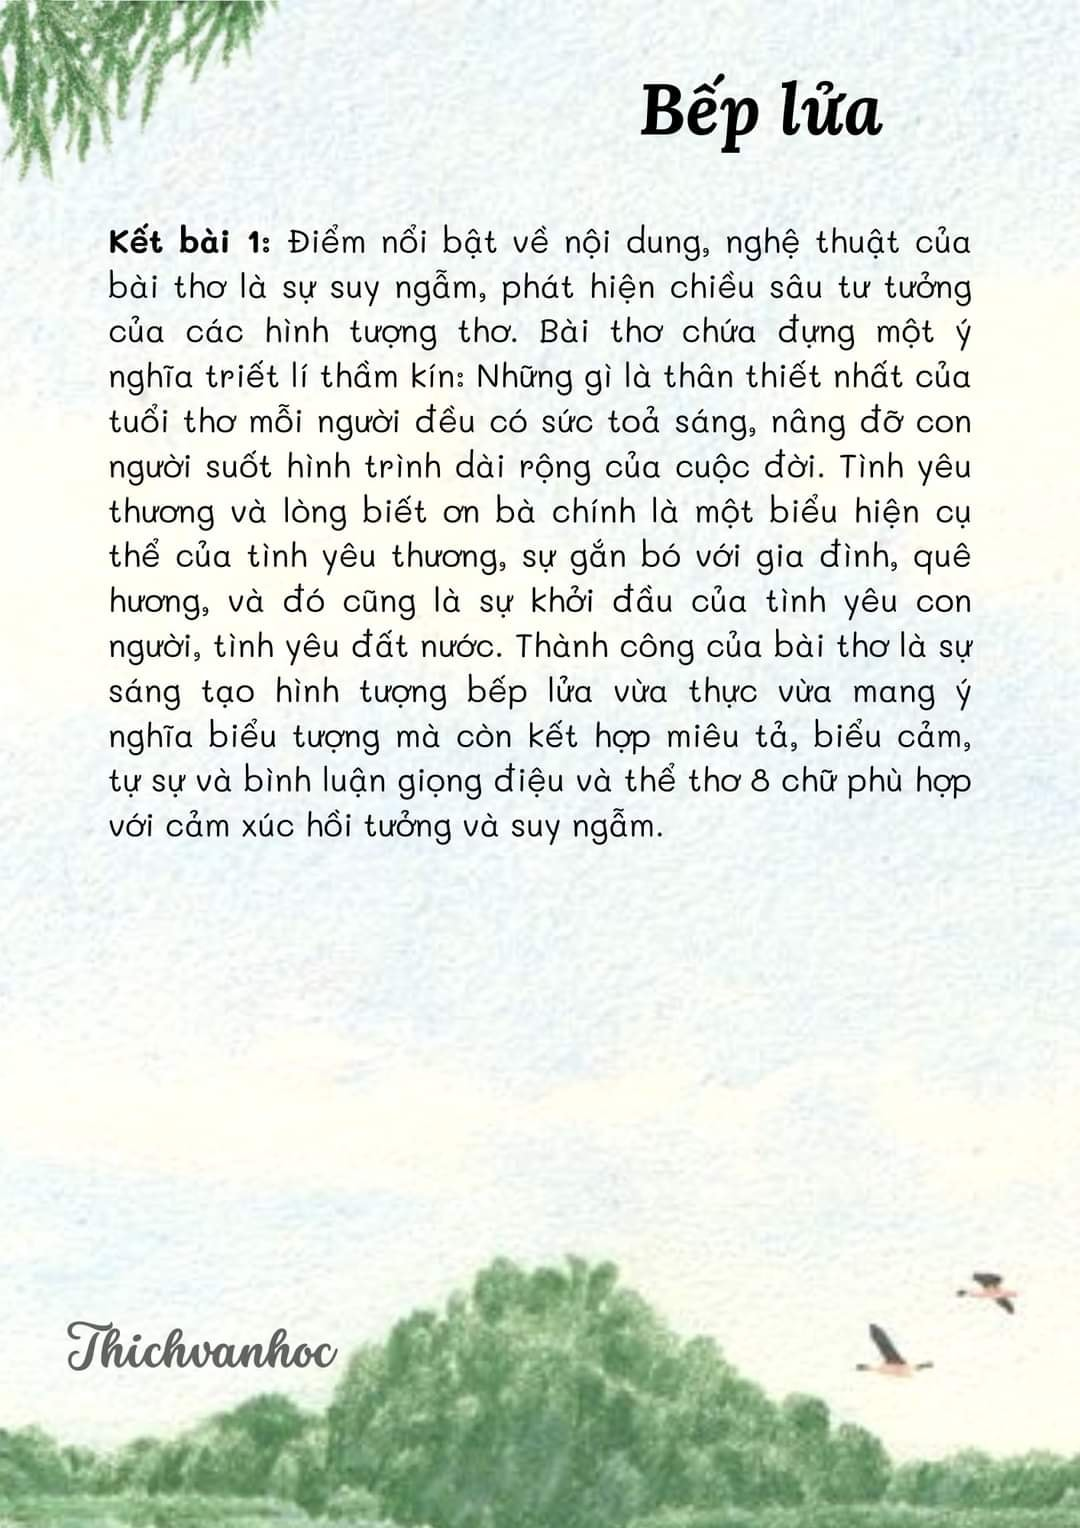 Bếp lửa
Kết bài 1: Điểm nổi bật về nội dung, nghệ thuật của
bài thơ là sự suy ngẫm, phát hiện chiều sâu tư tưởng
của các hình tượng thơ. Bài thơ chứa đựng một ý
nghĩa triết lí thầm kín: Những gì là thân thiết nhất của
tuổi thơ mỗi người đều có sức toả sáng, nâng đỡ con
người suốt hình trình dài rộng của cuộc đời. Tình yêu
thương và lòng biết ơn bà chính là một biểu hiện cụ
thể của tình yêu thương, sự gắn bó với gia đình, quê
hương, và đó cũng là sự khởi đầu của tình yêu con
người, tình yêu đất nước. Thành công của bài thơ là sự
sáng tạo hình tượng bếp lửa vừa thực vừa mang ý
nghĩa biểu tượng mà còn kết hợp miêu tả, biểu cảm,
tự sự và bình luận giọng điệu và thể thơ 8 chữ phù hợp
với cảm xúc hồi tưởng và suy ngẫm.
Thichvanhoc